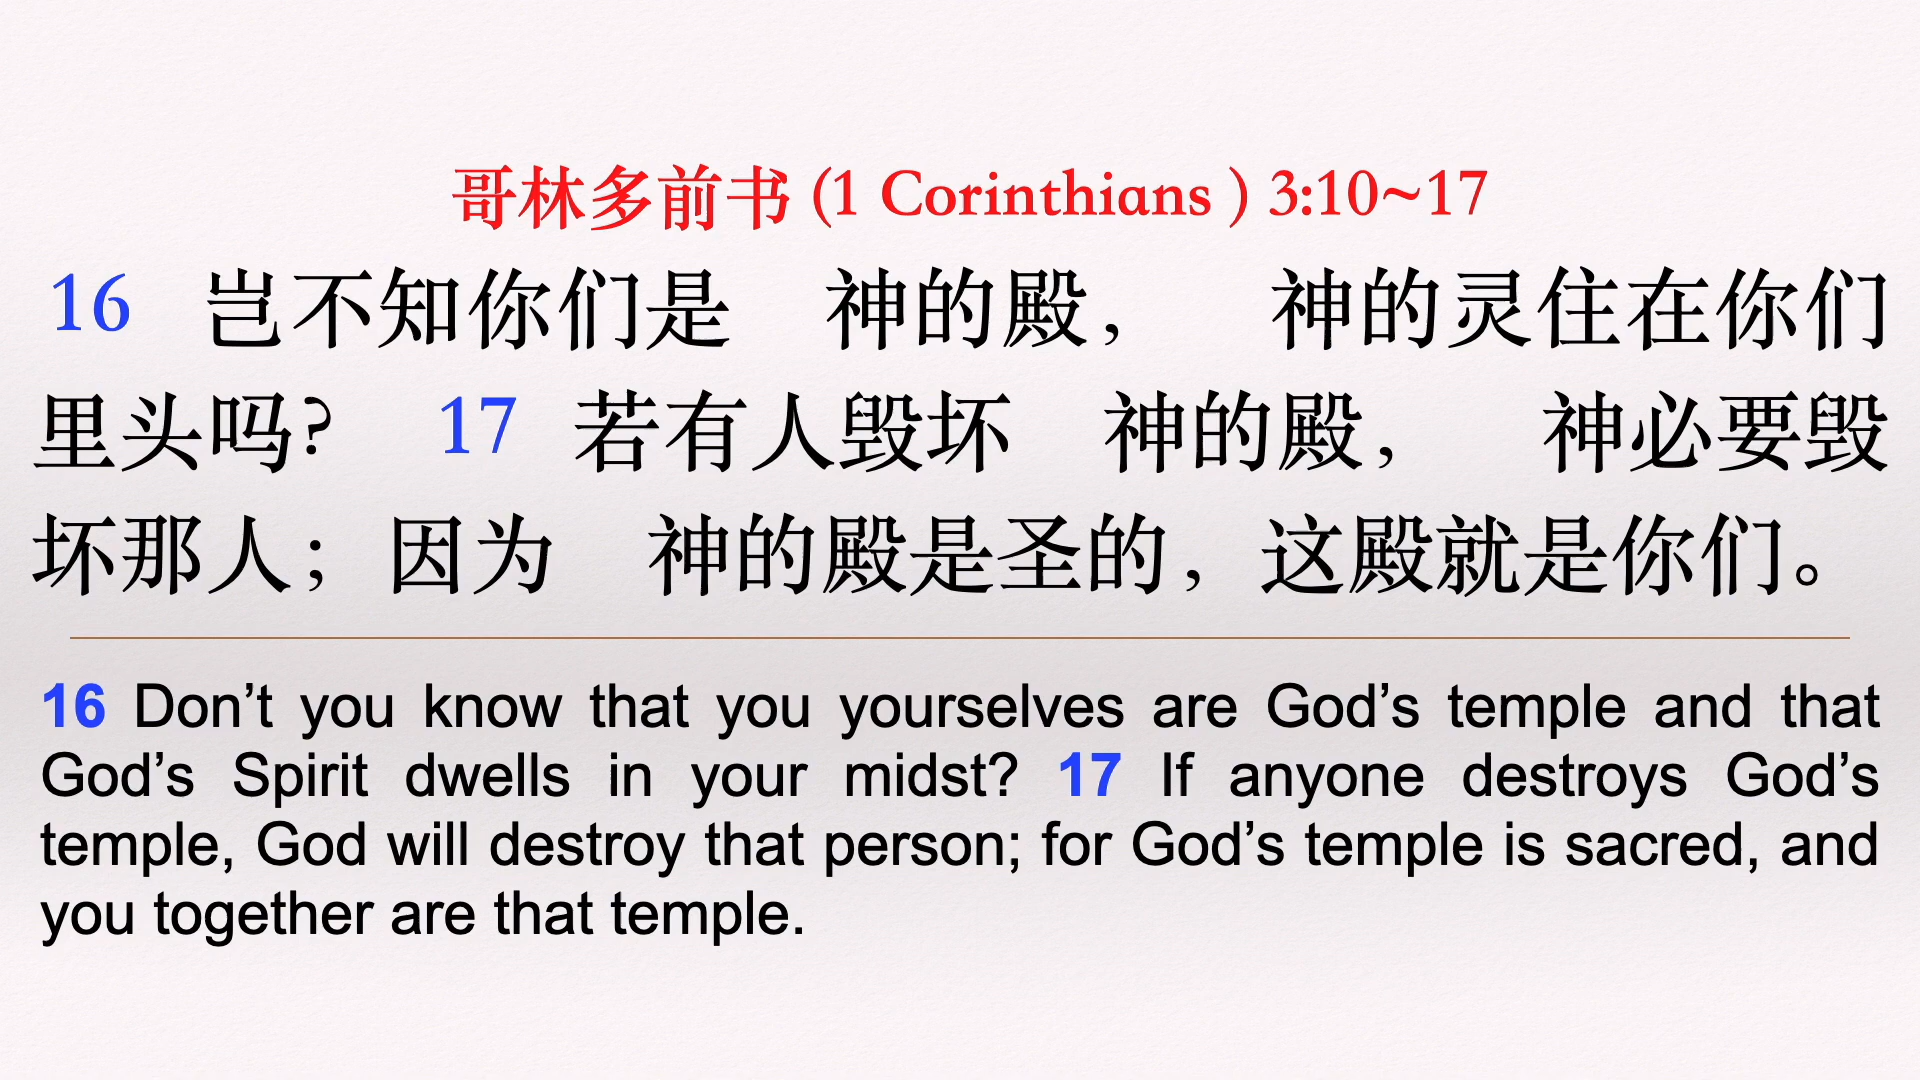 哥林多前书 (1 Corinthians ) 3:10~17
16 岂不知你们是 神的殿, 神的灵住在你们
里头吗? 17 若有人毁坏 神的殿, 神必要毁
坏那人; 因为 神的殿是圣的, 这殿就是你们。
16 Don’t you know that you yourselves are God’s temple and that
God’s Spirit dwells in your midst? 17 If anyone destroys God’s
temple, God will destroy that person; for God’s temple is sacred, and
you together are that temple.